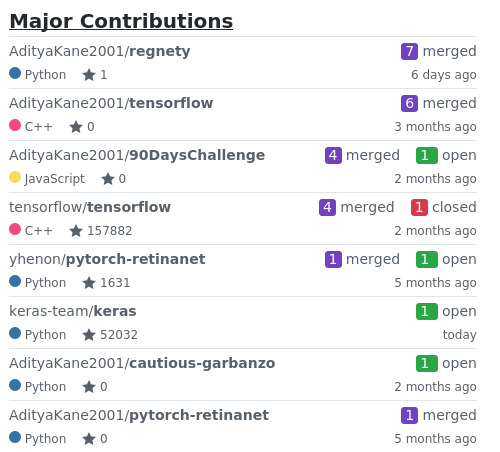 Major Contributions
AdityaKane2001/regnety 7 merged
Python 1 6 days ago
AdityaKane2001/tensorflow 6 merged
C++ 0 3 months ago
AdityaKane2001/90DaysChallenge 4 merged 1 open
JavaScript 0 2 months ago
tensorflow/tensorflow 4 merged 1 closed
C++ 157882 2 months ago
yhenon/pytorch-retinanet 1 merged 1 open
Python 1631 5 months ago
keras-team/keras 1 open
Python 52032 today
AdityaKane2001/cautious-garbanzo 1 open
Python 0 2 months ago
AdityaKane2001/pytorch-retinanet 1 merged
Python 0 5 months ago